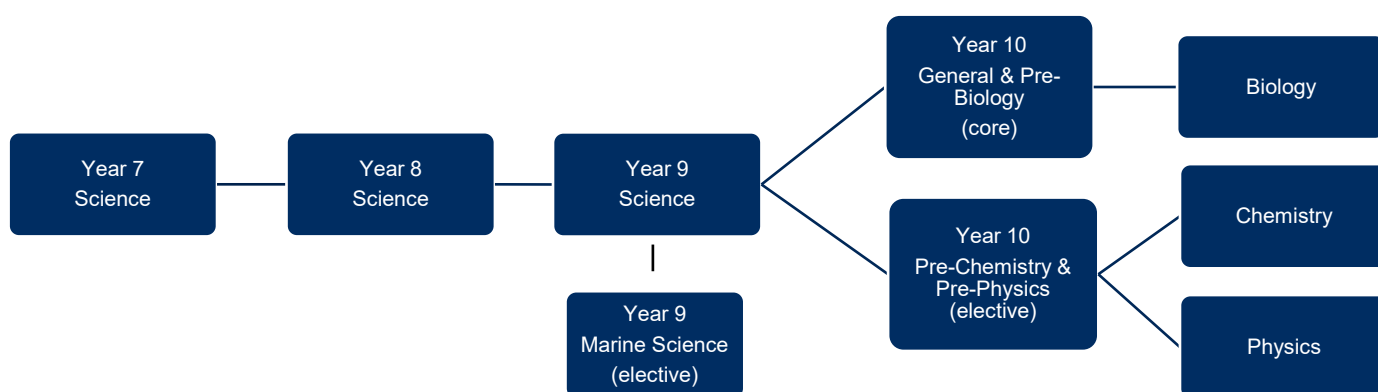 Year 7
Science
Year 8
Science
Year 9
Science
Year 9
Marine Science
(elective)
Year 10
General & Pre-
Biology
(core)
Year 10
Pre-Chemistry &
Pre-Physics
(elective)
Biology
Chemistry
Physics